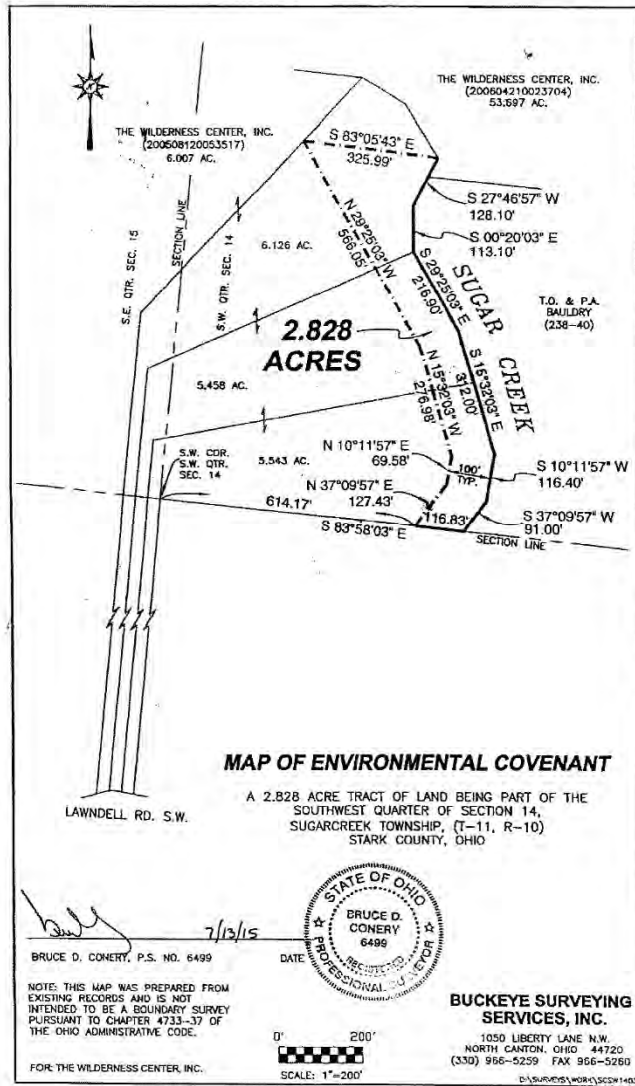 THE WILDERNESS CENTER, INC.
(200604210023704)
53.697 AC.
THE WILDERNESS CENTER, INC.
(200508120053517)
6.007 AC.
S 83°05'43" E
325.99'
S 27°46'57" W
128.10'
S 00°20'03" E
113.10'
N 29°25'03" W
566.05'
S 29°25'03" E
216.90'
SUGAR CREEK
T.O. & P.A.
BAULDRY
(238-40)
S.E. QTR. SEC. 15
SECTION LINE
S.W. QTR. SEC. 14
6.126 AC.
2.828
ACRES
5.458 AC.
N 15°32'03" W
276.98'
S 15°32'03" E
312.00'
S.W. COR.
S.W. QTR.
SEC. 14
5.543 AC.
N 10°11'57" E
69.58'
100'
TYP.
S 10°11'57" W
116.40'
N 37°09'57" E
127.43'
614.17'
S 83°58'03" E
116.83'
S 37°09'57" W
91.00'
SECTION LINE
LAWNDELL RD. S.W.
MAP OF ENVIRONMENTAL COVENANT
A 2.828 ACRE TRACT OF LAND BEING PART OF THE
SOUTHWEST QUARTER OF SECTION 14,
SUGARCREEK TOWNSHIP, (T-11, R-10)
STARK COUNTY, OHIO
7/13/15
BRUCE D. CONERY, P.S. NO. 6499
DATE
STATE OF OHIO
BRUCE D.
CONERY
6499
REGISTERED
PROFESSIONAL SURVEYOR
NOTE: THIS MAP WAS PREPARED FROM
EXISTING RECORDS AND IS NOT
INTENDED TO BE A BOUNDARY SURVEY
PURSUANT TO CHAPTER 4733-37 OF
THE OHIO ADMINISTRATIVE CODE.
FOR: THE WILDERNESS CENTER, INC.
0'
200'
SCALE: 1"=200'
BUCKEYE SURVEYING
SERVICES, INC.
1050 LIBERTY LANE N.W.
NORTH CANTON, OHIO 44720
(330) 966-5259 FAX 966-5260